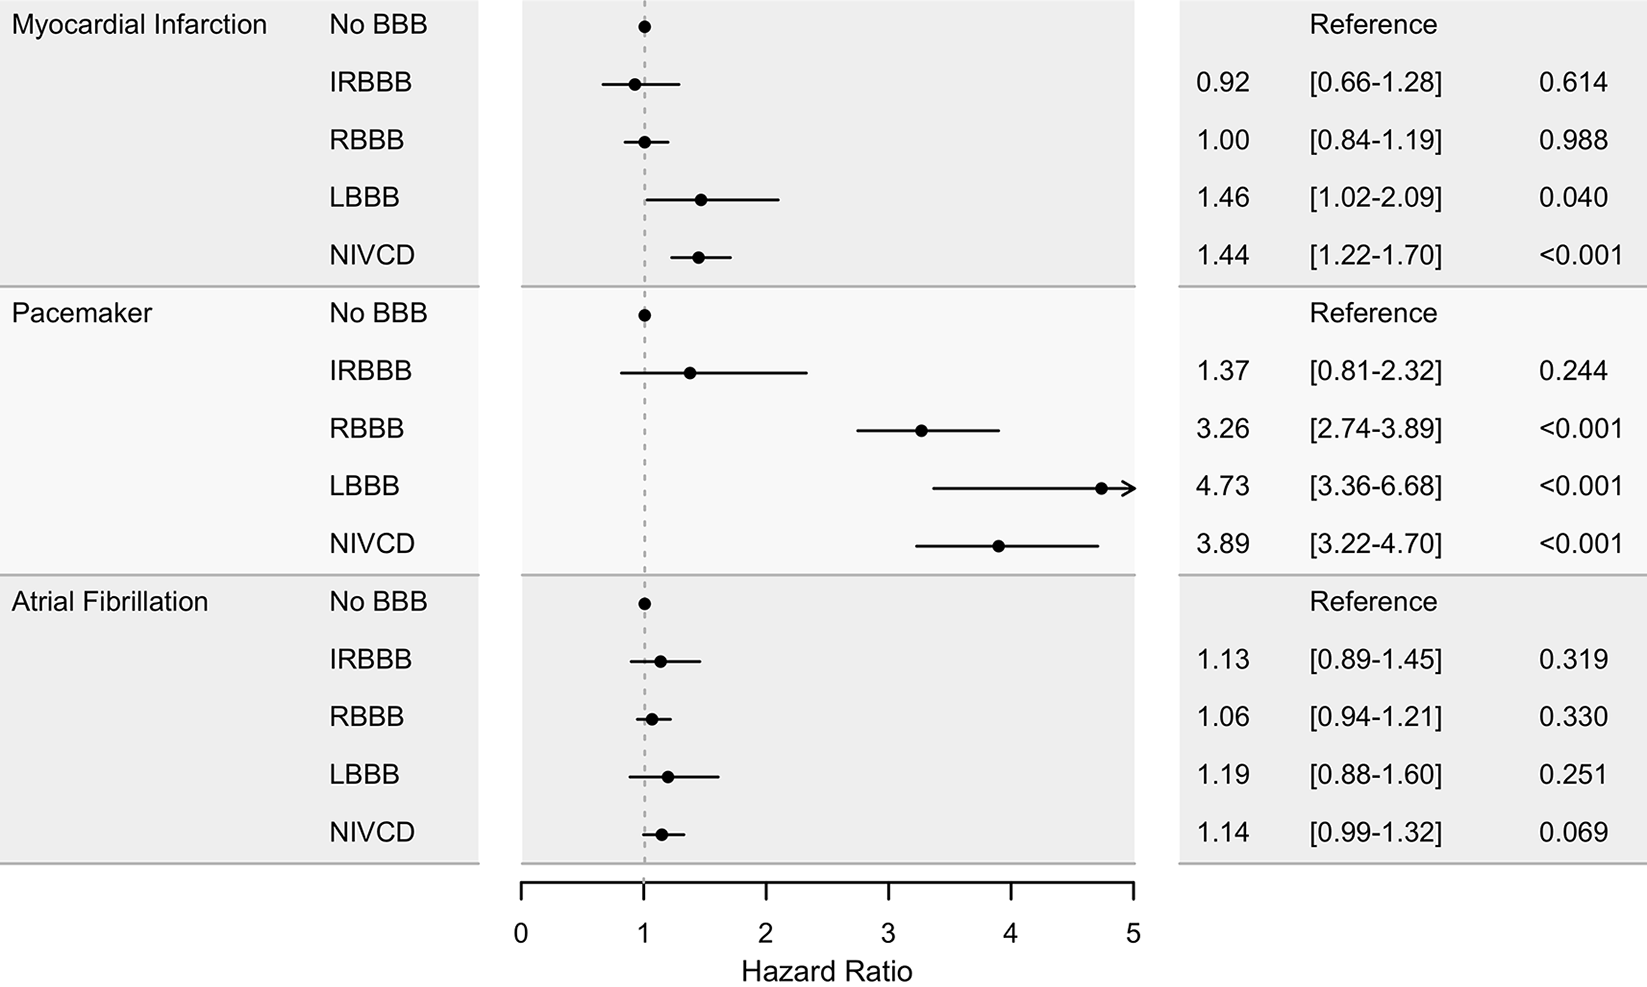 Myocardial Infarction No BBB Reference
IRBBB 0.92 [0.66-1.28] 0.614
RBBB 1.00 [0.84-1.19] 0.988
LBBB 1.46 [1.02-2.09] 0.040
NIVCD 1.44 [1.22-1.70] <0.001
Pacemaker No BBB Reference
IRBBB 1.37 [0.81-2.32] 0.244
RBBB 3.26 [2.74-3.89] <0.001
LBBB 4.73 [3.36-6.68] <0.001
NIVCD 3.89 [3.22-4.70] <0.001
Atrial Fibrillation No BBB Reference
IRBBB 1.13 [0.89-1.45] 0.319
RBBB 1.06 [0.94-1.21] 0.330
LBBB 1.19 [0.88-1.60] 0.251
NIVCD 1.14 [0.99-1.32] 0.069
0 1 2 3 4 5
Hazard Ratio